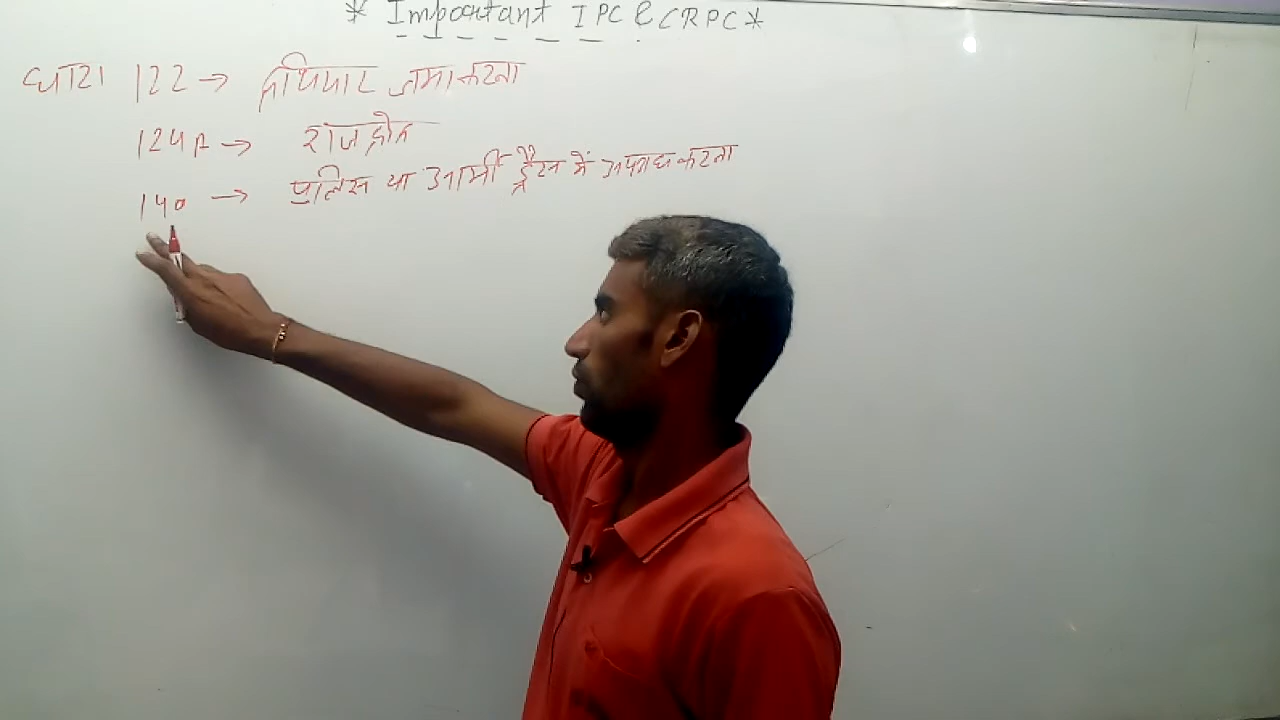 * Important IPC & CRPC *
धारा 122 → हथियार जमा करना
124A → राजद्रोह
140 → पुलिस या आर्मी ड्रैस में अपराध करना